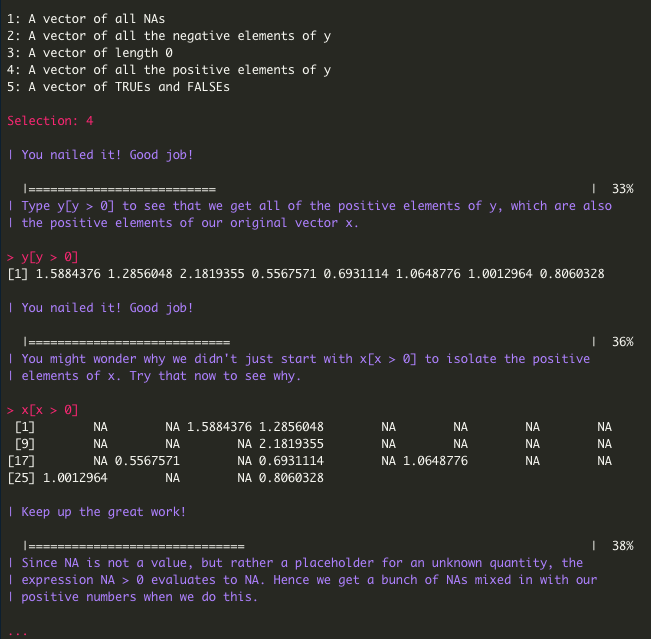 1: A vector of all NAs
2: A vector of all the negative elements of y
3: A vector of length 0
4: A vector of all the positive elements of y
5: A vector of TRUEs and FALSEs
Selection: 4
| You nailed it! Good job!
|========================== | 33%
| Type y[y > 0] to see that we get all of the positive elements of y, which are also
| the positive elements of our original vector x.
> y[y > 0]
[1] 1.5884376 1.2856048 2.1819355 0.5567571 0.6931114 1.0648776 1.0012964 0.8060328
| You nailed it! Good job!
|============================ | 36%
| You might wonder why we didn't just start with x[x > 0] to isolate the positive
| elements of x. Try that now to see why.
> x[x > 0]
[1] NA NA 1.5884376 1.2856048 NA NA NA NA
[9] NA NA NA 2.1819355 NA NA NA NA
[17] NA 0.5567571 NA 0.6931114 NA 1.0648776 NA NA
[25] 1.0012964 NA NA 0.8060328
| Keep up the great work!
|============================== | 38%
| Since NA is not a value, but rather a placeholder for an unknown quantity, the
| expression NA > 0 evaluates to NA. Hence we get a bunch of NAs mixed in with our
| positive numbers when we do this.
...